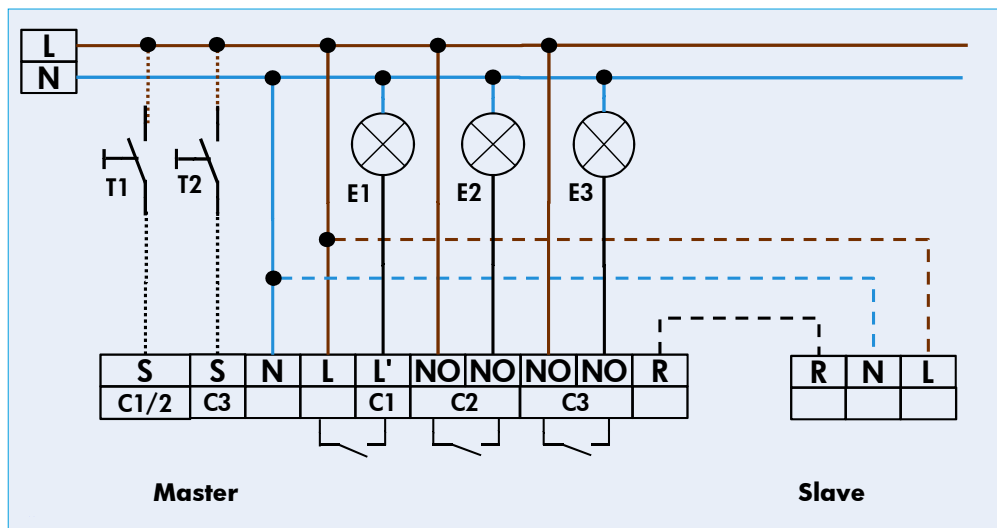 L
N
T1 T2 E1 E2 E3
S S N L L' NO NO NO NO R
C1/2 C3 C1 C2 C3
R N L
Master Slave